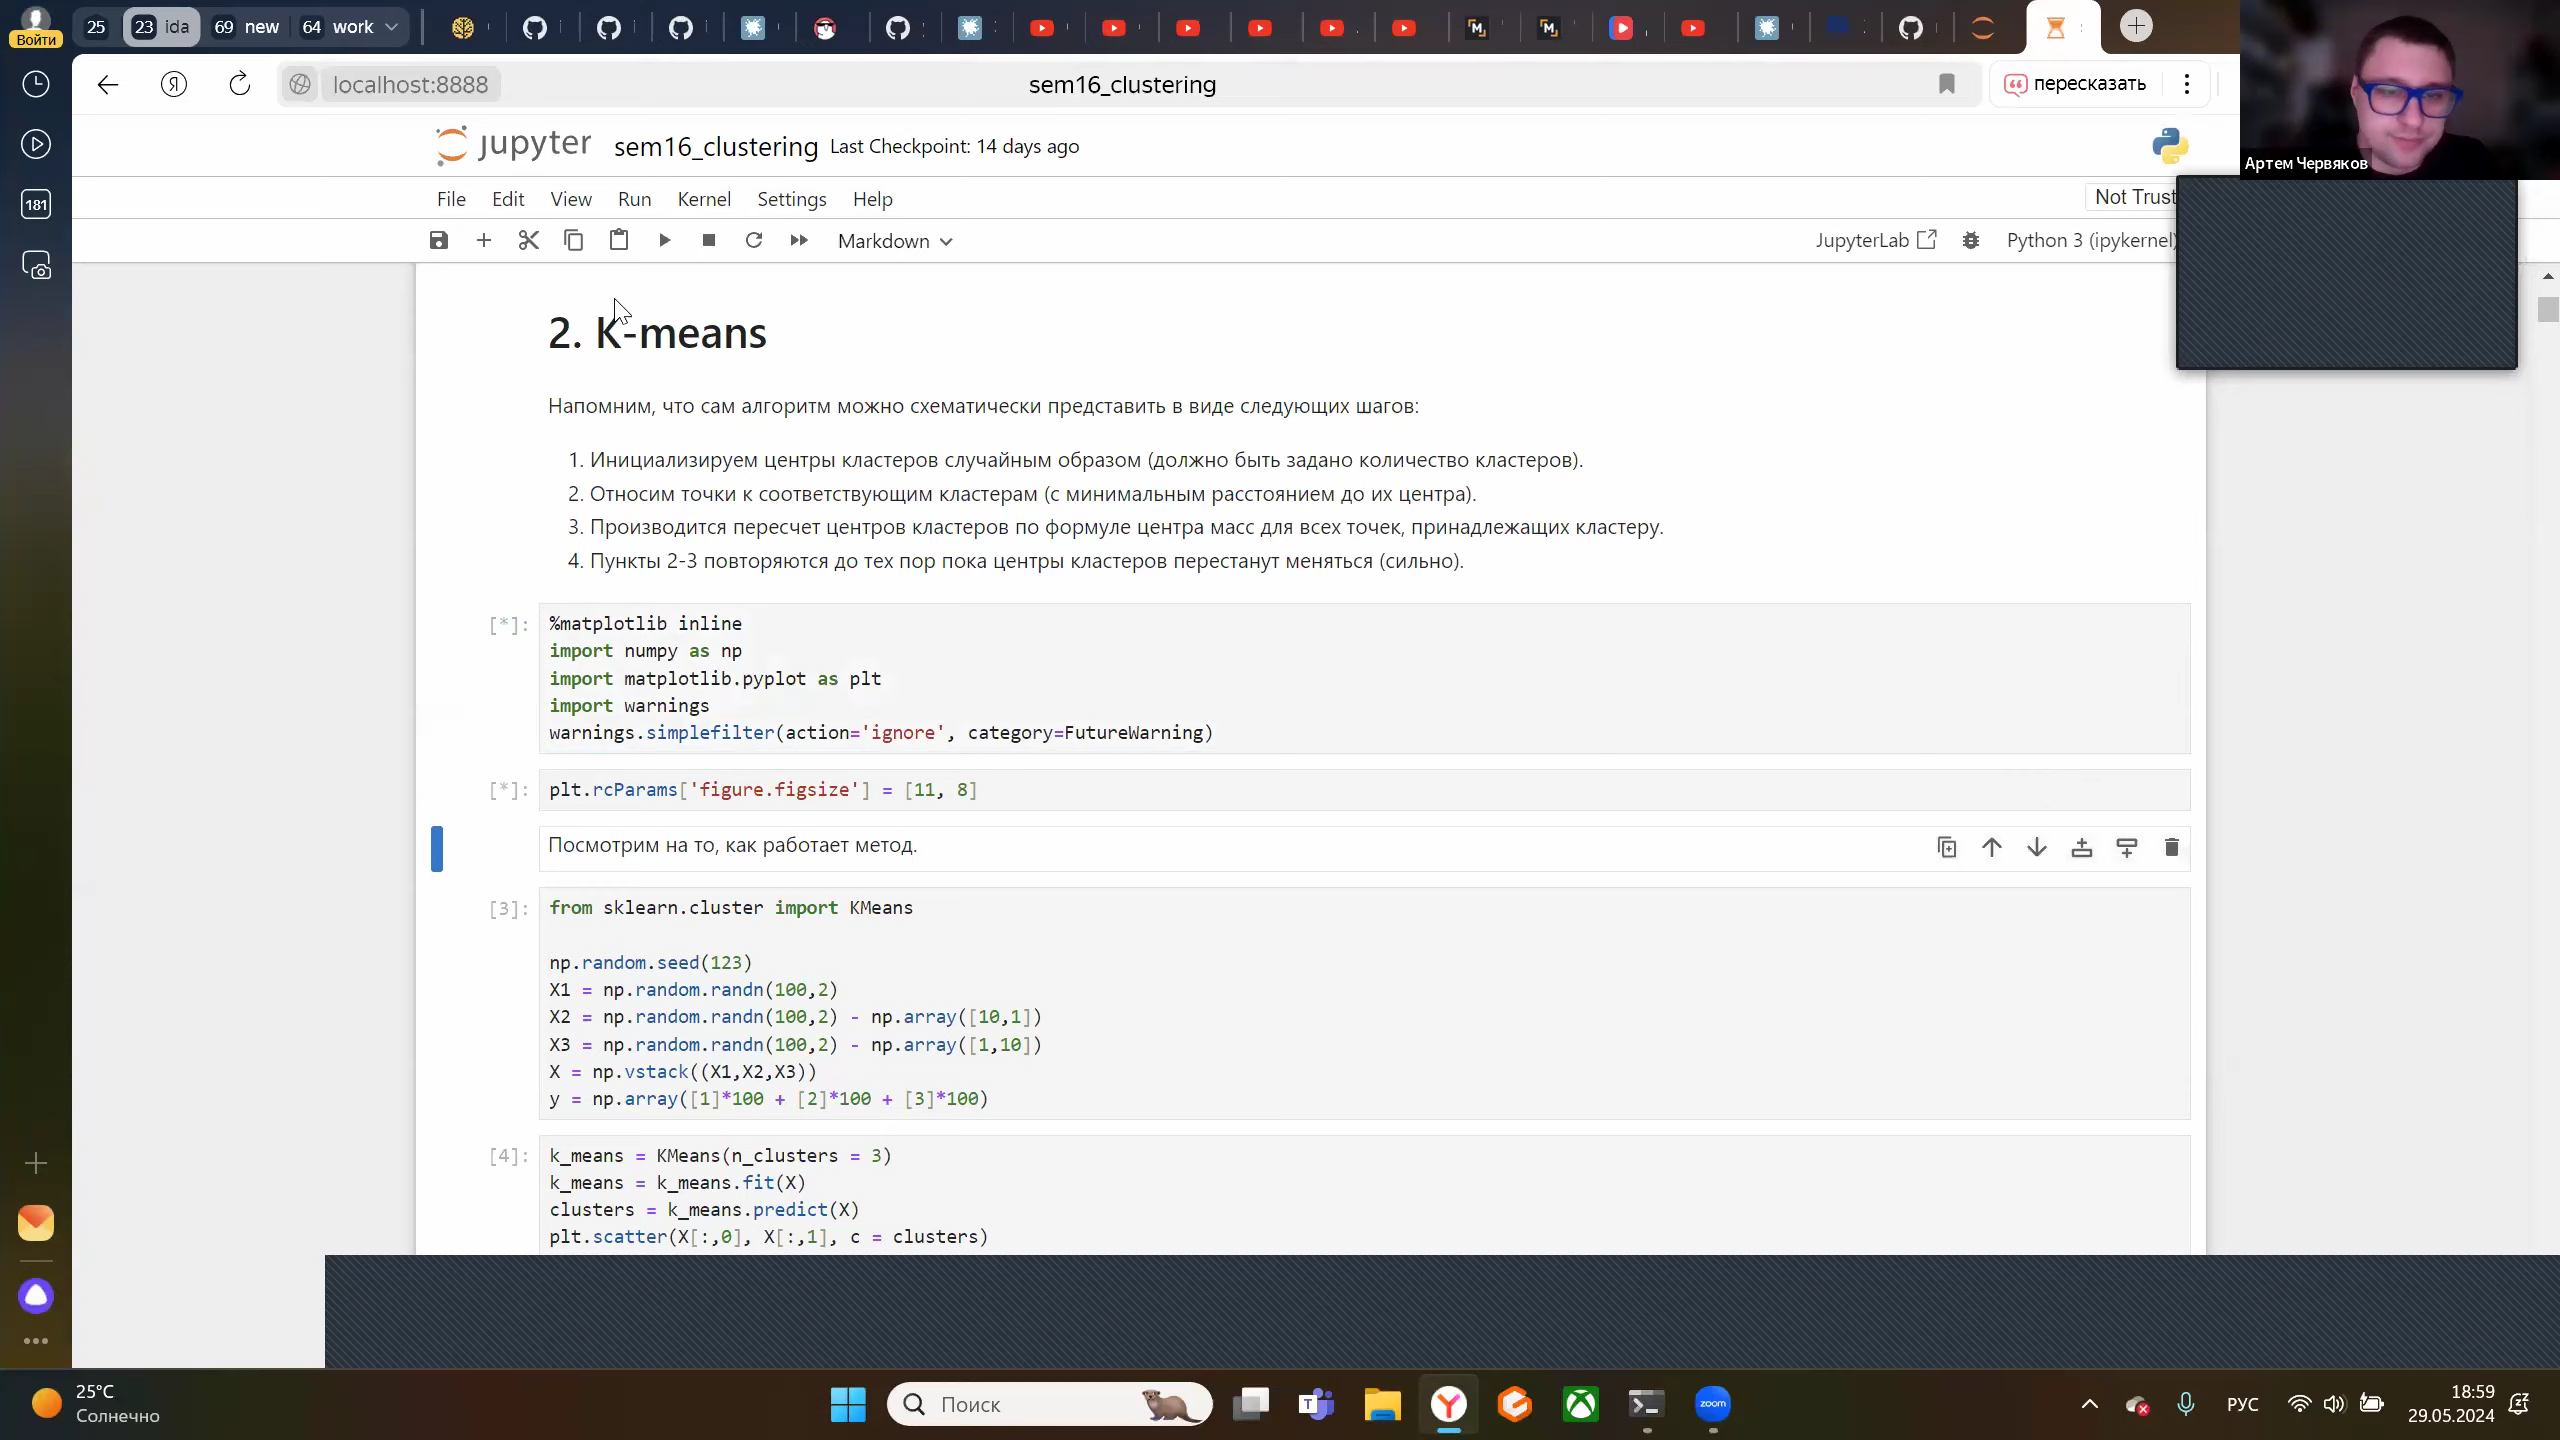 25
23 ida
69 new
64 work
Войти
localhost:8888
sem16_clustering
пересказать
181
jupyter
sem16_clustering Last Checkpoint: 14 days ago
Артем Червяков
File Edit View Run Kernel Settings Help
Not Trust
Markdown
JupyterLab
Python 3 (ipykernel)
2. K-means
Напомним, что сам алгоритм можно схематически представить в виде следующих шагов:
1. Инициализируем центры кластеров случайным образом (должно быть задано количество кластеров).
2. Относим точки к соответствующим кластерам (с минимальным расстоянием до их центра).
3. Производится пересчет центров кластеров по формуле центра масс для всех точек, принадлежащих кластеру.
4. Пункты 2-3 повторяются до тех пор пока центры кластеров перестанут меняться (сильно).
[*]: %matplotlib inline
import numpy as np
import matplotlib.pyplot as plt
import warnings
warnings.simplefilter(action='ignore', category=FutureWarning)
[*]: plt.rcParams['figure.figsize'] = [11, 8]
Посмотрим на то, как работает метод.
[3]: from sklearn.cluster import KMeans
np.random.seed(123)
X1 = np.random.randn(100,2)
X2 = np.random.randn(100,2) - np.array([10,1])
X3 = np.random.randn(100,2) - np.array([1,10])
X = np.vstack((X1,X2,X3))
y = np.array([1]*100 + [2]*100 + [3]*100)
[4]: k_means = KMeans(n_clusters = 3)
k_means = k_means.fit(X)
clusters = k_means.predict(X)
plt.scatter(X[:,0], X[:,1], c = clusters)
25°C
Солнечно
Поиск
zoom
РУС
18:59
29.05.2024